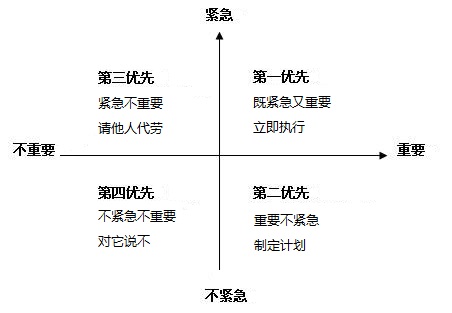 紧急
第三优先
紧急不重要
请他人代劳
第一优先
既紧急又重要
立即执行
不重要
重要
第四优先
不紧急不重要
对它说不
第二优先
重要不紧急
制定计划
不紧急